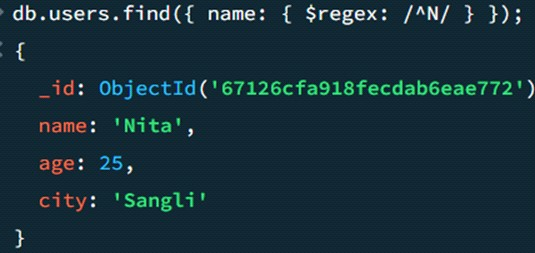 db.users.find({ name: { $regex: /^N/ } });
{
_id: ObjectId('67126cfa918fecdab6eae772')
name: 'Nita',
age: 25,
city: 'Sangli'
}